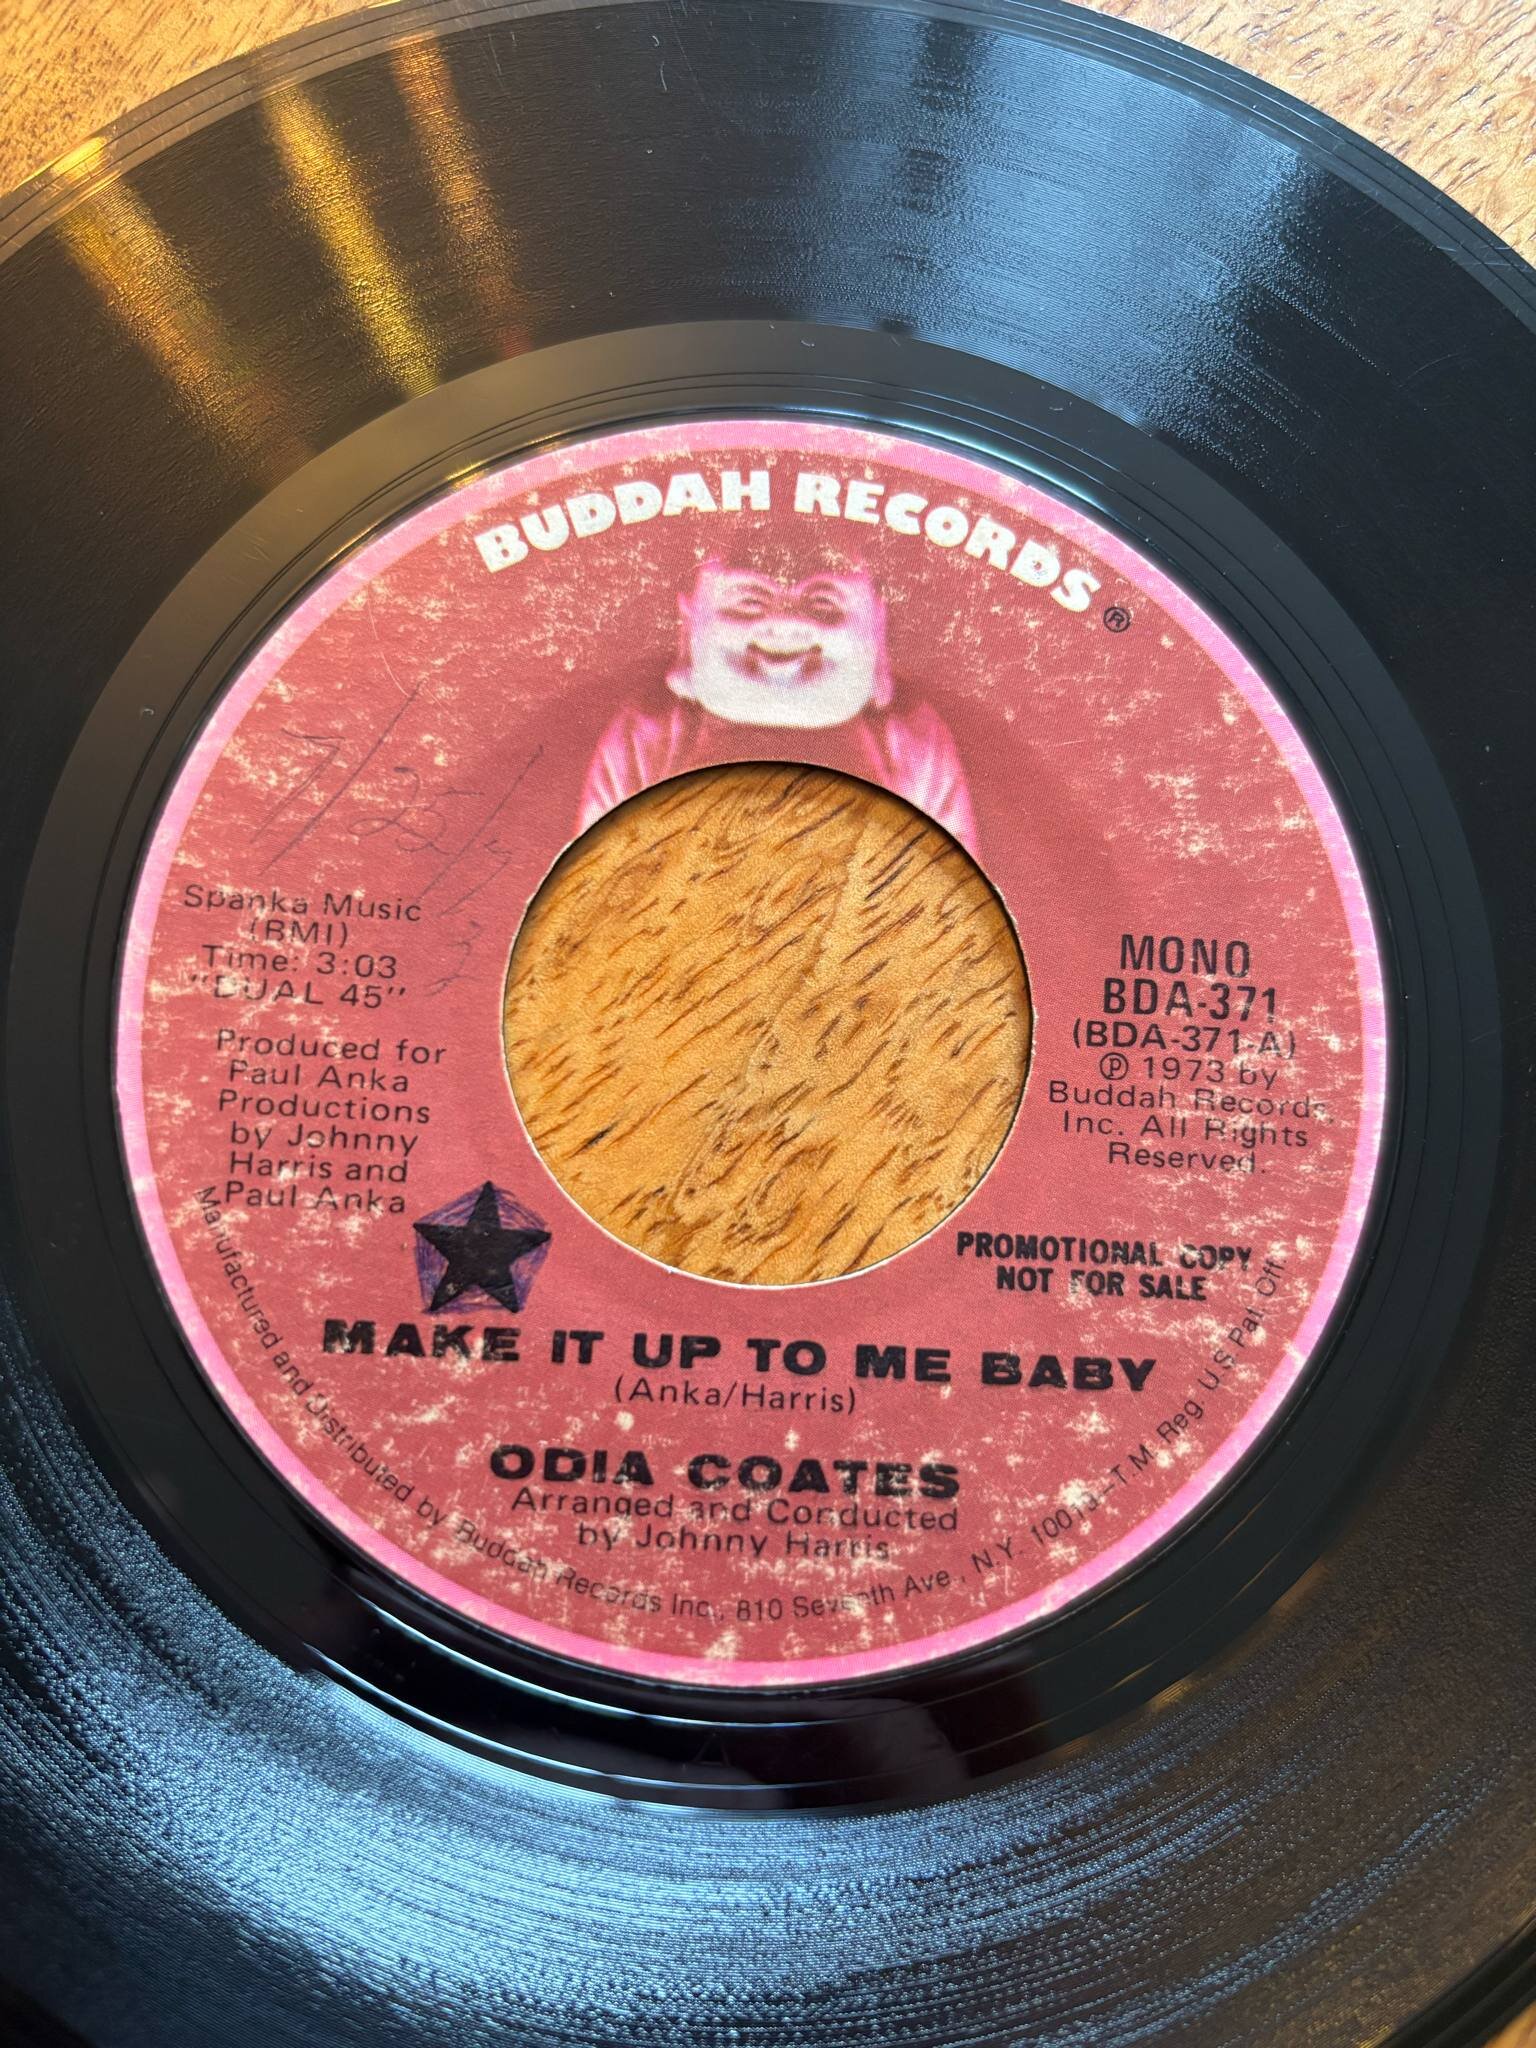 BUDDAH RECORDS ®
7/25/73
Spanka Music
(BMI)
Time: 3:03
"DUAL 45"
Produced for
Paul Anka
Productions
by Johnny
Harris and
Paul Anka
MONO
BDA-371
(BDA-371-A)
Ⓟ 1973 by
Buddah Records,
Inc. All Rights
Reserved.
PROMOTIONAL COPY
NOT FOR SALE
MAKE IT UP TO ME BABY
(Anka/Harris)
ODIA COATES
Arranged and Conducted
by Johnny Harris
Manufactured and Distributed by Buddah Records Inc., 810 Seventh Ave., N.Y. 10019-T.M. Reg. U.S. Pat. Off.
A